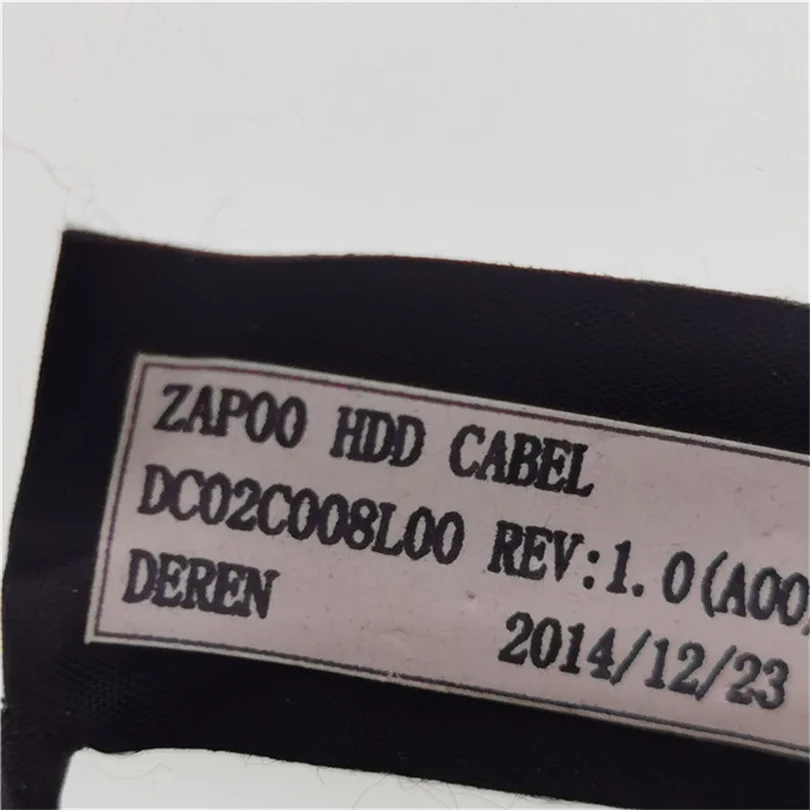 ZAP00 HDD CABEL
DC02C008L00 REV:1.0(A00)
DEREN
2014/12/23